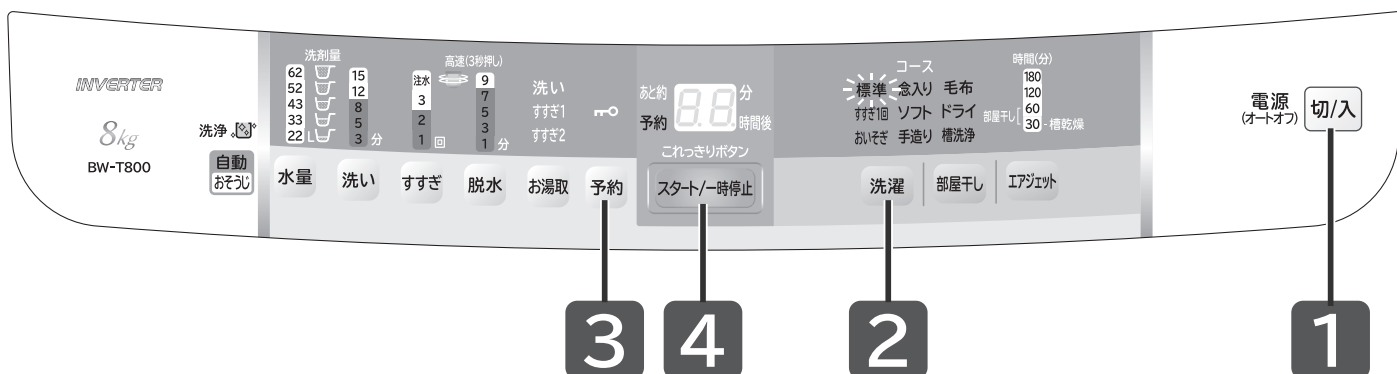 INVERTER
8kg
BW-T800
洗浄
自動
おそうじ
洗剤量
62
52
43
33
22 L
15
12
8
5
3 分
注水
3
2
1 回
高速(3秒押し)
9
7
5
3
1 分
洗い
すすぎ1
すすぎ2
あと約 88 分
予約 時間後
これっきりボタン
スタート/一時停止
水量
洗い
すすぎ
脱水
お湯取
予約
コース
標準 念入り 毛布
すすぎ1回 ソフト ドライ
おいそぎ 手造り 槽洗浄
時間(分)
180
120
部屋干し 60
30 - 槽乾燥
洗濯
部屋干し
エアジェット
電源
(オートオフ)
切/入
3
4
2
1